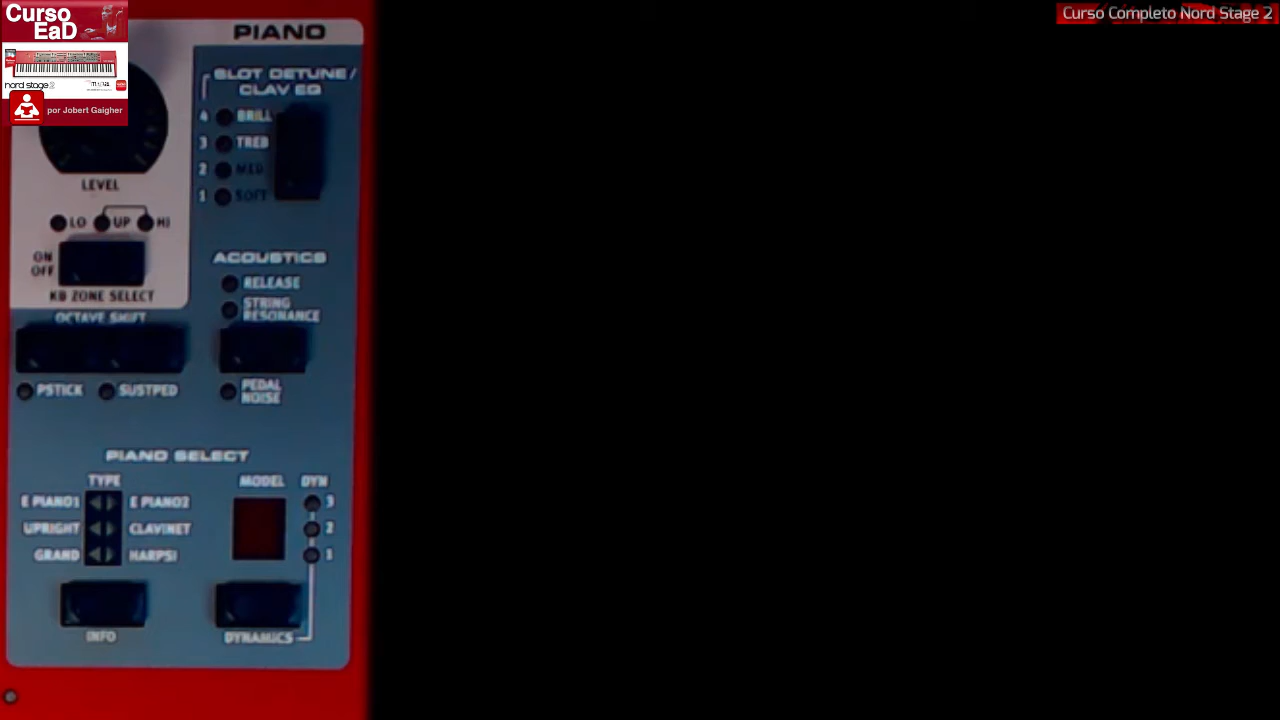 Curso
EaD
nord stage 2
por Jobert Gaigher
Curso Completo Nord Stage 2
PIANO
SLOT DETUNE /
CLAV EQ
4 BRILL
3 TREB
2 MED
1 SOFT
LEVEL
LO UP HI
ON
OFF
KB ZONE SELECT
OCTAVE SHIFT
PSTICK SUSTPED
ACOUSTICS
RELEASE
STRING
RESONANCE
PEDAL
NOISE
PIANO SELECT
TYPE MODEL DYN
E PIANO1 E PIANO2 3
UPRIGHT CLAVINET 2
GRAND HARPSI 1
INFO DYNAMICS